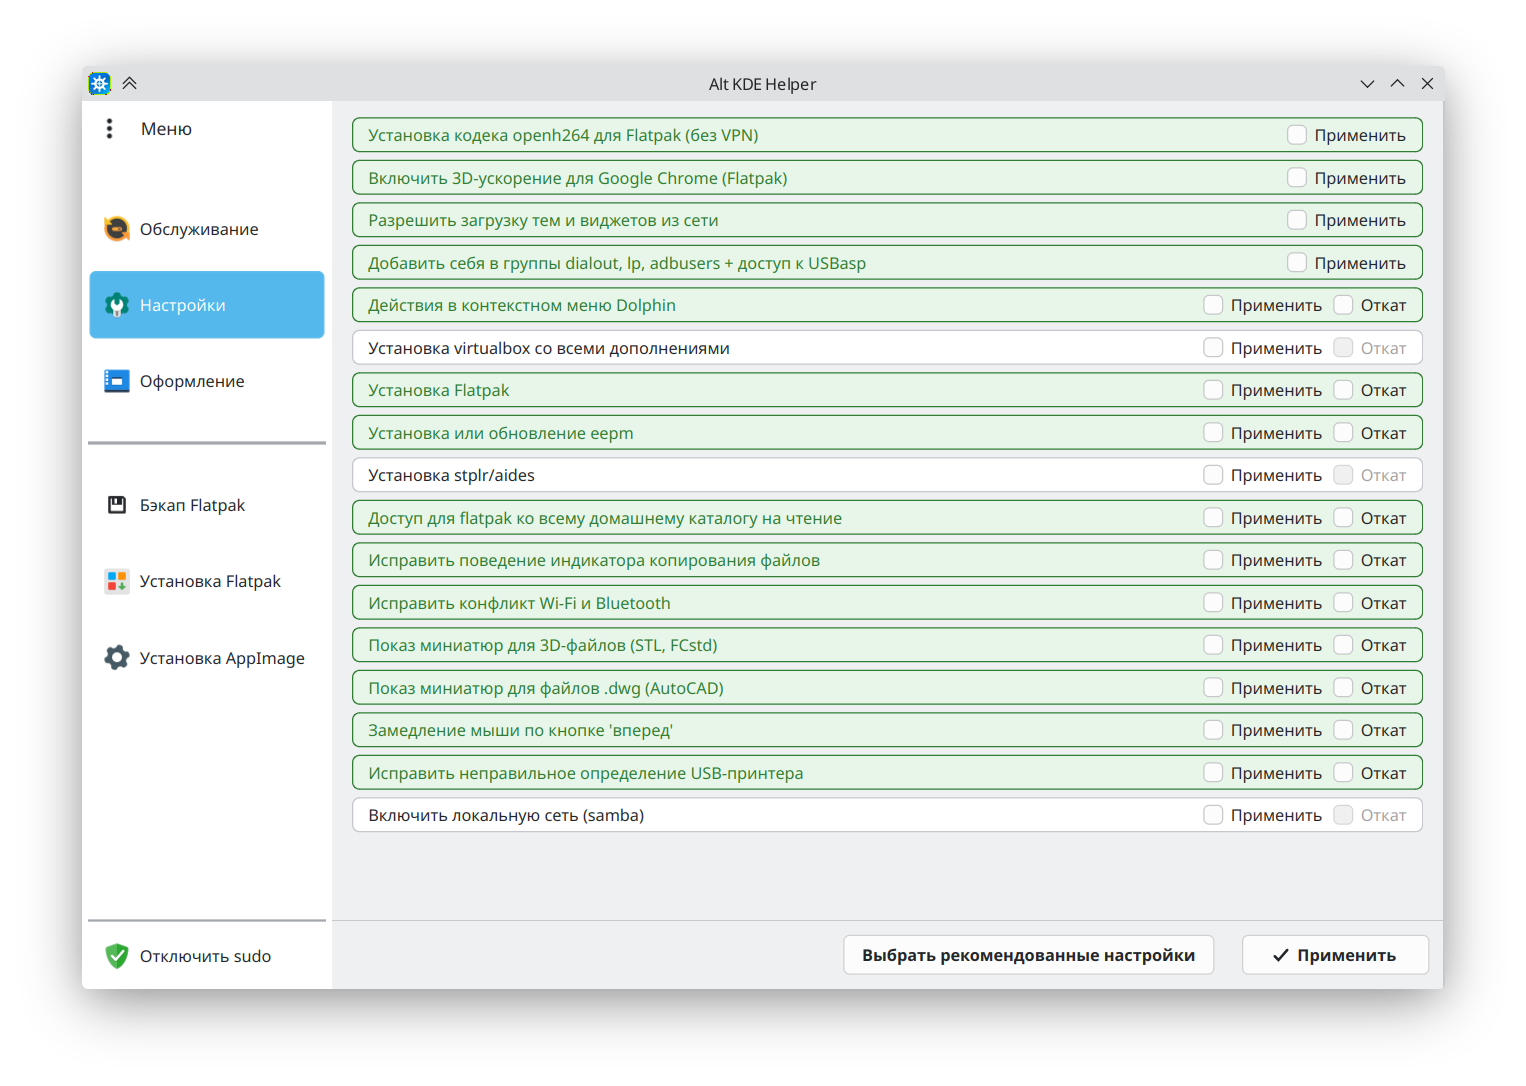 Alt KDE Helper
Меню
Обслуживание
Настройки
Оформление
Бэкап Flatpak
Установка Flatpak
Установка AppImage
Отключить sudo
Установка кодека openh264 для Flatpak (без VPN) Применить
Включить 3D-ускорение для Google Chrome (Flatpak) Применить
Разрешить загрузку тем и виджетов из сети Применить
Добавить себя в группы dialout, lp, adbusers + доступ к USBasp Применить
Действия в контекстном меню Dolphin Применить Откат
Установка virtualbox со всеми дополнениями Применить Откат
Установка Flatpak Применить Откат
Установка или обновление eepm Применить Откат
Установка stplr/aides Применить Откат
Доступ для flatpak ко всему домашнему каталогу на чтение Применить Откат
Исправить поведение индикатора копирования файлов Применить Откат
Исправить конфликт Wi-Fi и Bluetooth Применить Откат
Показ миниатюр для 3D-файлов (STL, FCstd) Применить Откат
Показ миниатюр для файлов .dwg (AutoCAD) Применить Откат
Замедление мыши по кнопке 'вперед' Применить Откат
Исправить неправильное определение USB-принтера Применить Откат
Включить локальную сеть (samba) Применить Откат
Выбрать рекомендованные настройки Применить